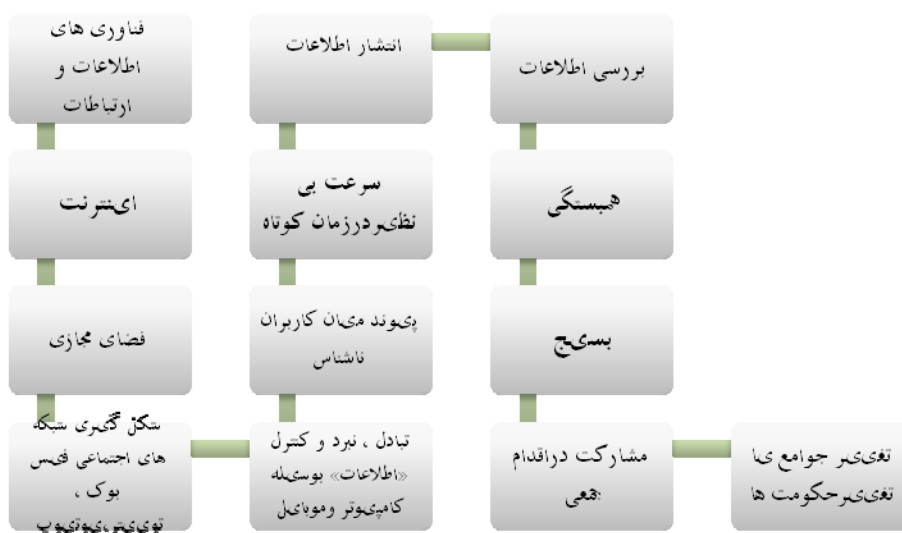 فناوری های
اطلاعات و
ارتباطات
اینترنت
فضای مجازی
شکل گیری شبکه
های اجتماعی فیس
بوک ،
توییتر،یوتیوپ
تبادل ، نبرد و کنترل
«اطلاعات» بوسیله
کامپیوتر وموبایل
پیوند میان کاربران
ناشناس
سرعت بی
نظیردرزمان کوتاه
انتشار اطلاعات
بررسی اطلاعات
همبستگی
بسیج
مشارکت دراقدام
جمعی
تغییر جوامع یا
تغییرحکومت ها